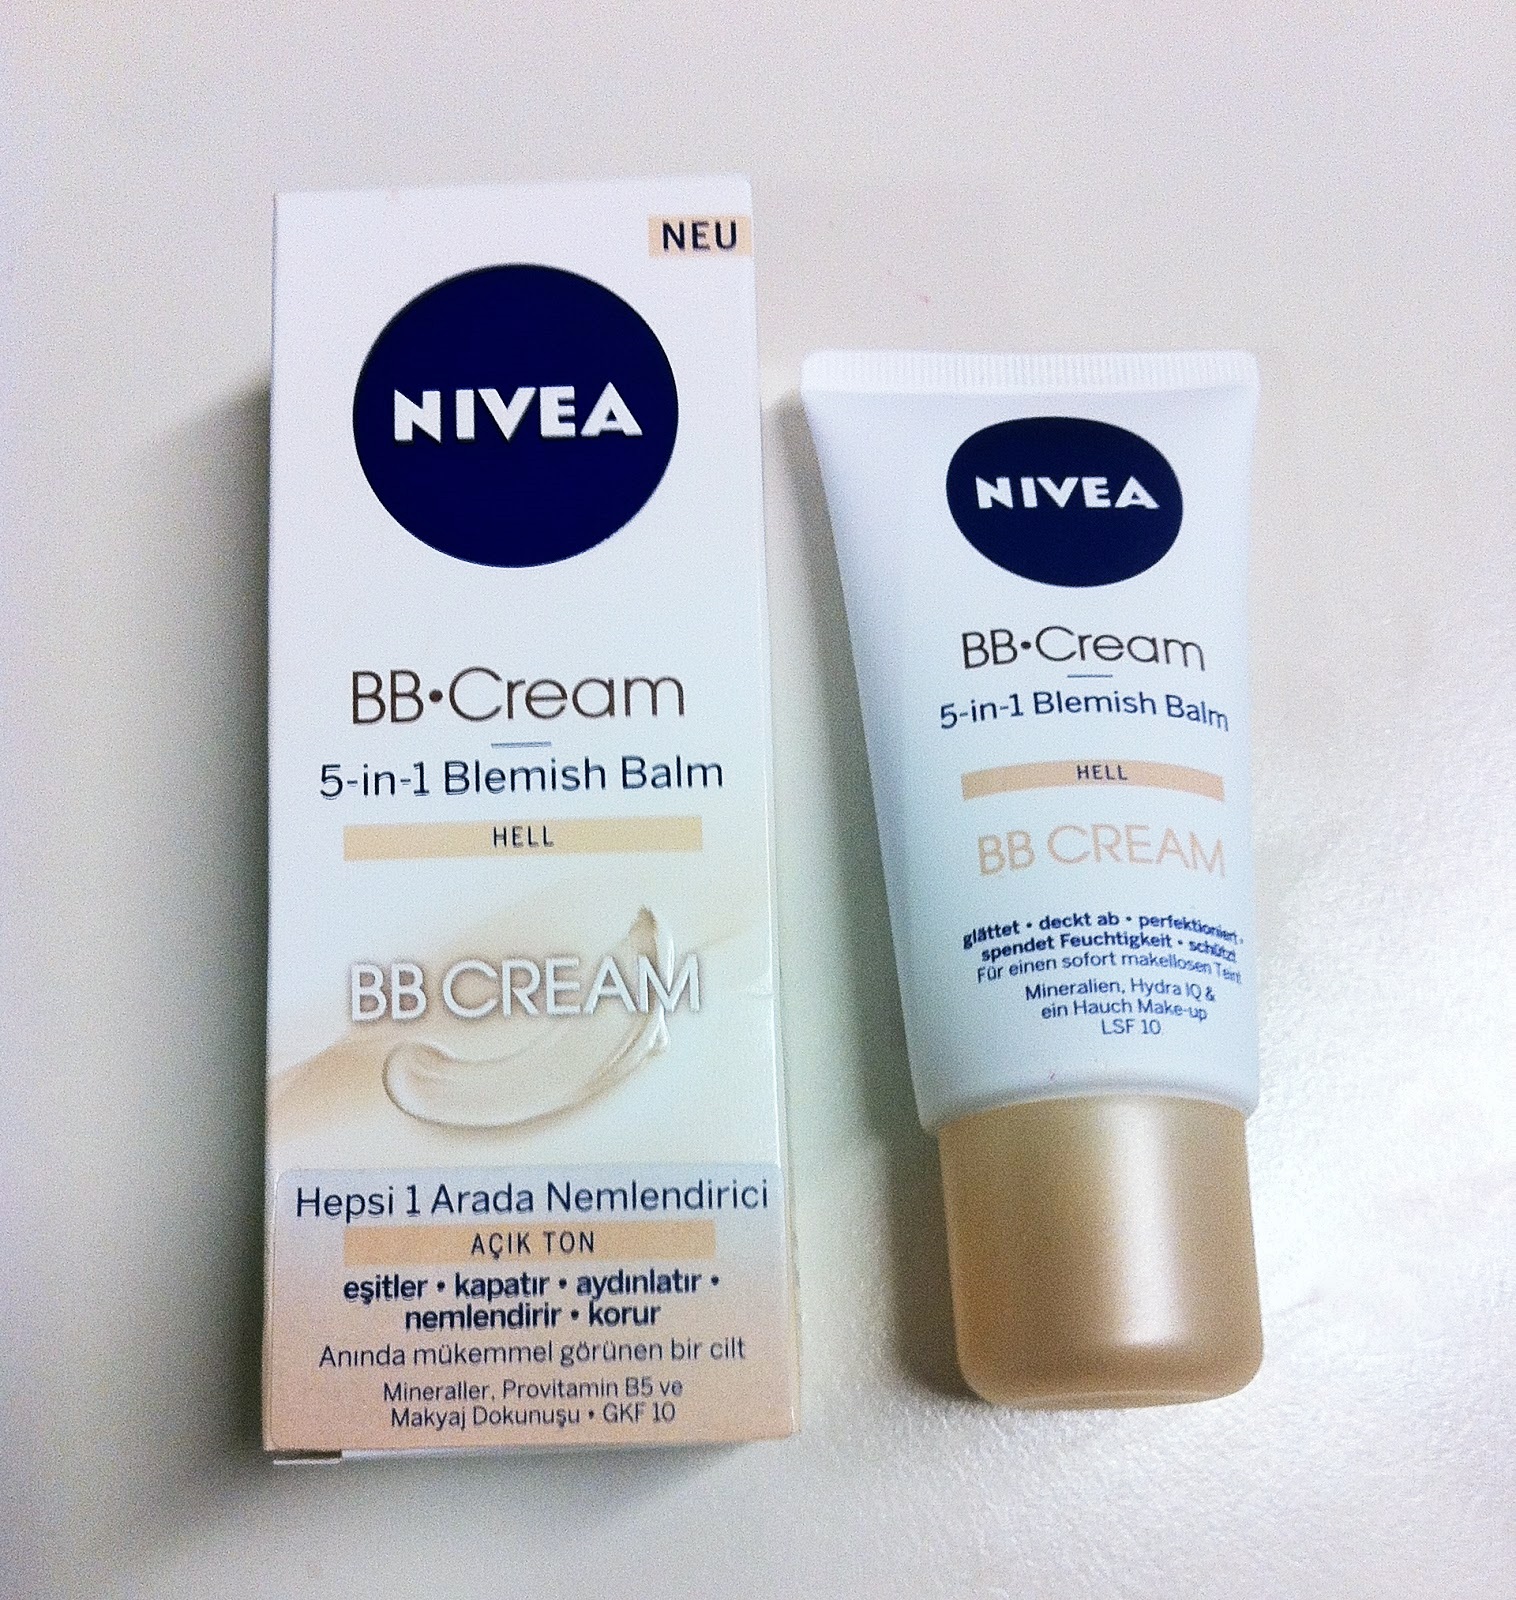 NEU
NIVEA
BB•Cream
5-in-1 Blemish Balm
HELL
BB CREAM
Hepsi 1 Arada Nemlendirici
AÇIK TON
eşitler • kapatır • aydınlatır •
nemlendirir • korur
Anında mükemmel görünen bir cilt
Mineraller, Provitamin B5 ve
Makyaj Dokunuşu • GKF 10
NIVEA
BB•Cream
5-in-1 Blemish Balm
HELL
BB CREAM
glättet • deckt ab • perfektioniert •
spendet Feuchtigkeit • schützt
Für einen sofort makellosen Teint
Mineralien, Hydra IQ &
ein Hauch Make-up
LSF 10